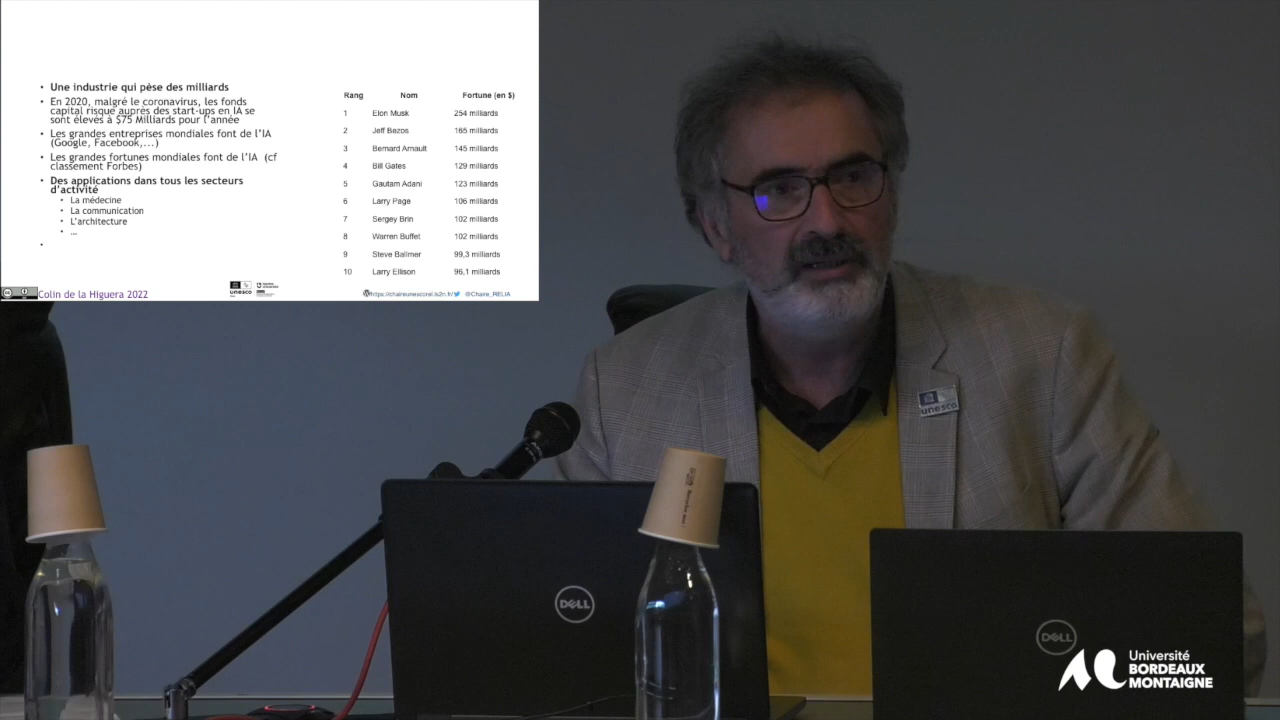 • Une industrie qui pèse des milliards
• En 2020, malgré le coronavirus, les fonds
capital risque auprès des start-ups en IA se
sont élevés à $75 Milliards pour l'année
• Les grandes entreprises mondiales font de l'IA
(Google, Facebook,...)
• Les grandes fortunes mondiales font de l'IA (cf
classement Forbes)
• Des applications dans tous les secteurs
d'activité
• La médecine
• La communication
• L'architecture
• ...
Rang Nom Fortune (en $)
1 Elon Musk 254 milliards
2 Jeff Bezos 165 milliards
3 Bernard Arnault 145 milliards
4 Bill Gates 129 milliards
5 Gautam Adani 123 milliards
6 Larry Page 106 milliards
7 Sergey Brin 102 milliards
8 Warren Buffet 102 milliards
9 Steve Ballmer 99,3 milliards
10 Larry Ellison 96,1 milliards
Colin de la Higuera 2022
unesco
https://chaireunescorel.ls2n.fr/
@Chaire_RELIA
unesco
DELL
DELL
Université
BORDEAUX
MONTAIGNE